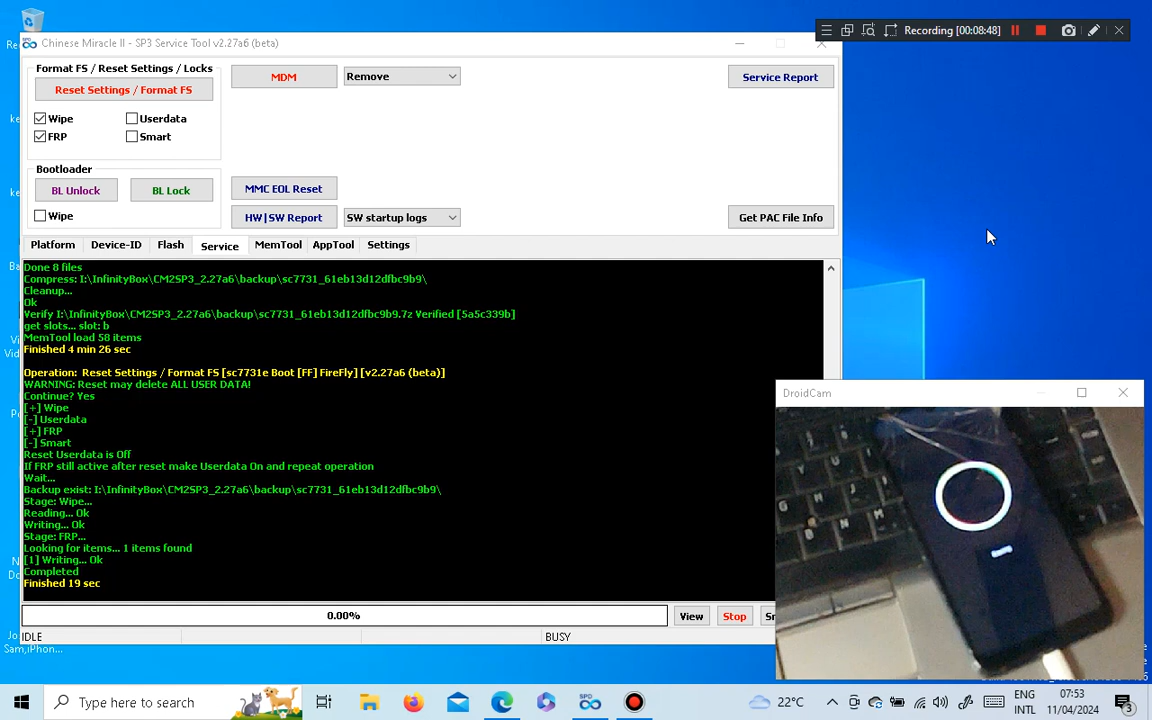 Recording [00:08:48]
Chinese Miracle II - SP3 Service Tool v2.27a6 (beta)
Format FS / Reset Settings / Locks
Reset Settings / Format FS
Wipe
Userdata
FRP
Smart
MDM
Remove
Service Report
Bootloader
BL Unlock
BL Lock
Wipe
MMC EOL Reset
HW|SW Report
SW startup logs
Get PAC File Info
Platform
Device-ID
Flash
Service
MemTool
AppTool
Settings
Done 8 files
Compress: I:\InfinityBox\CM2SP3_2.27a6\backup\sc7731_61eb13d12dfbc9b9\
Cleanup...
Ok
Verify I:\InfinityBox\CM2SP3_2.27a6\backup\sc7731_61eb13d12dfbc9b9.7z Verified [5a5c339b]
get slots... slot: b
MemTool load 58 items
Finished 4 min 26 sec
Operation: Reset Settings / Format FS [sc7731e Boot [FF] FireFly] [v2.27a6 (beta)]
WARNING: Reset may delete ALL USER DATA!
Continue? Yes
[+] Wipe
[-] Userdata
[+] FRP
[-] Smart
Reset Userdata is Off
If FRP still active after reset make Userdata On and repeat operation
Wait...
Backup exist: I:\InfinityBox\CM2SP3_2.27a6\backup\sc7731_61eb13d12dfbc9b9\
Stage: Wipe...
Reading... Ok
Writing... Ok
Stage: FRP...
Looking for items... 1 items found
[1] Writing... Ok
Completed
Finished 19 sec
0.00%
View
Stop
IDLE
BUSY
Sam,iPhon...
DroidCam
Type here to search
22°C
ENG
INTL
07:53
11/04/2024
3